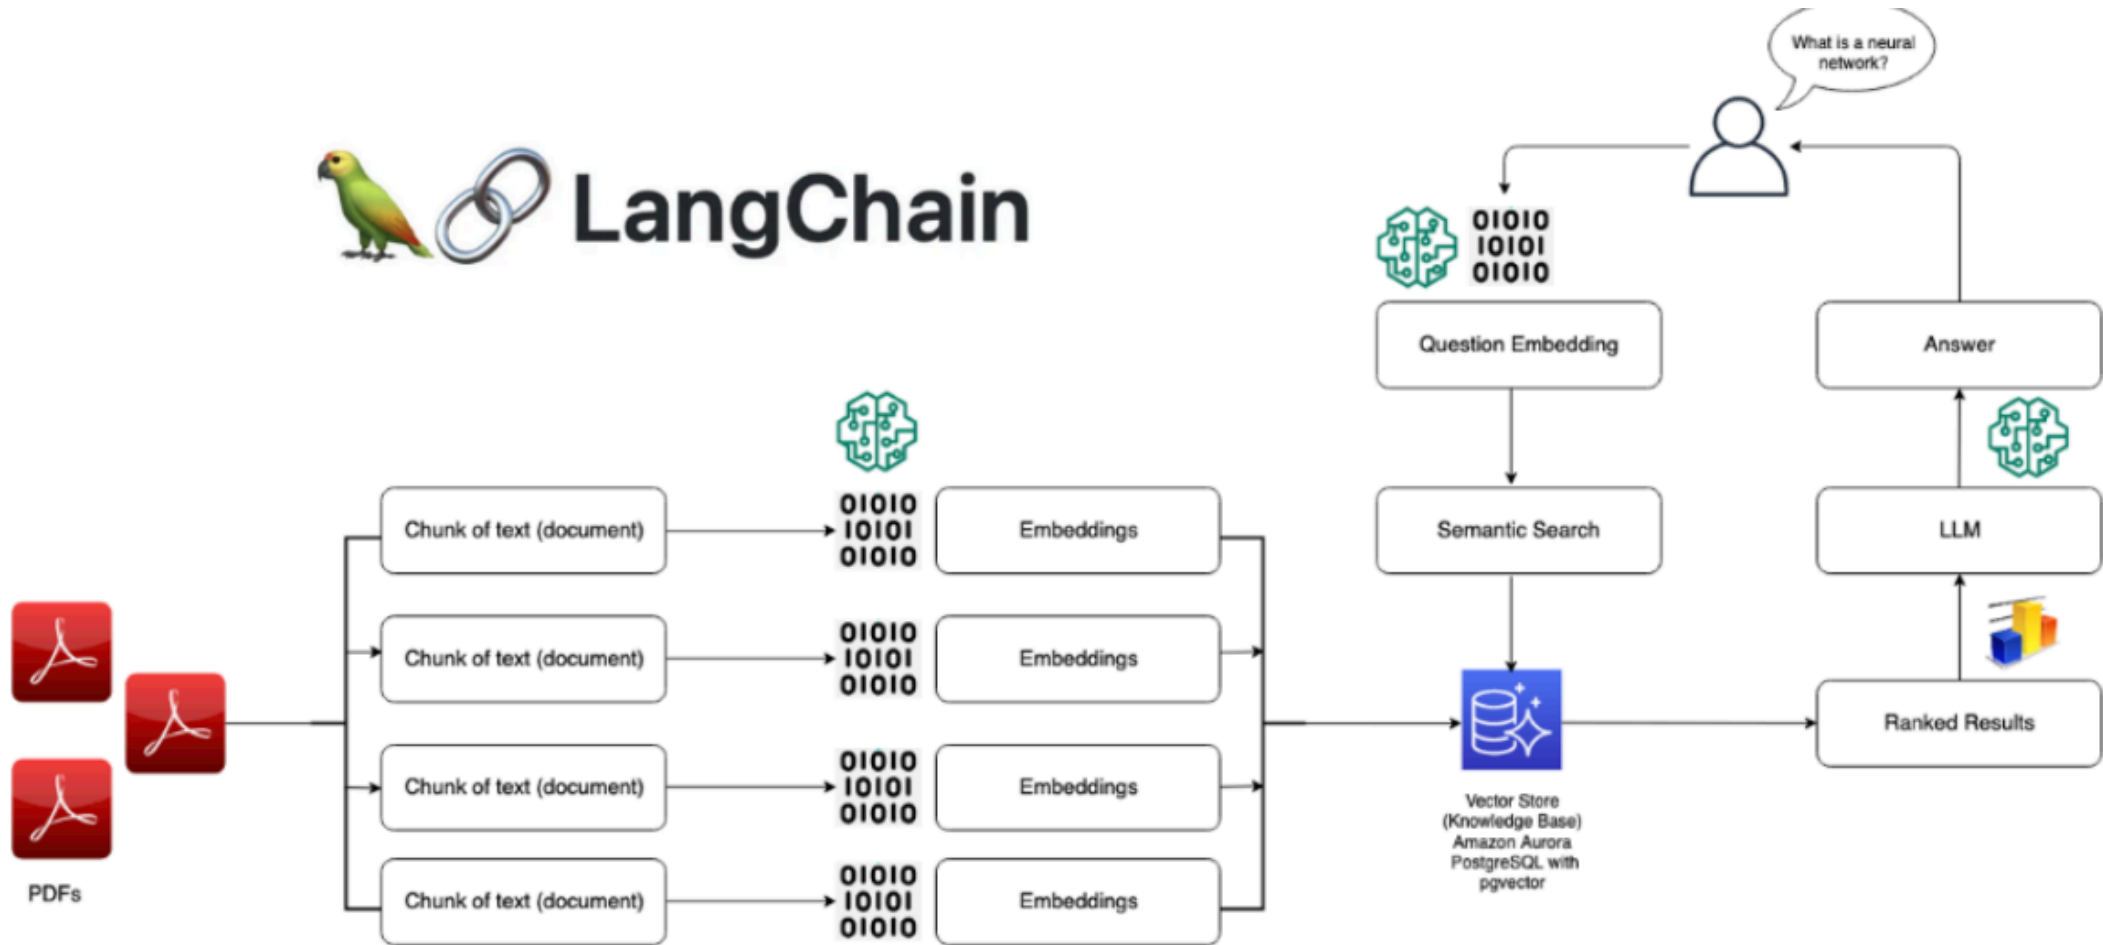 What is a neural
network?
LangChain
01010
10101
01010
Question Embedding
Answer
Chunk of text (document)
01010
10101
01010
Embeddings
Semantic Search
LLM
Chunk of text (document)
01010
10101
01010
Embeddings
Ranked Results
Chunk of text (document)
01010
10101
01010
Embeddings
Vector Store
(Knowledge Base)
Amazon Aurora
PostgreSQL with
pgvector
PDFs
Chunk of text (document)
01010
10101
01010
Embeddings